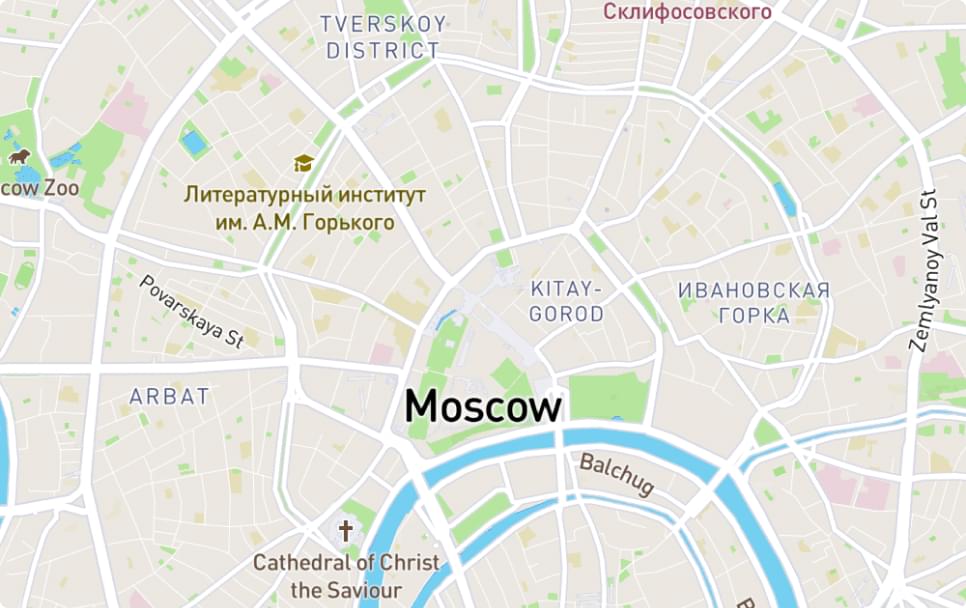 Склифосовского
TVERSKOY
DISTRICT
cow Zoo
Литературный институт
им. А.М. Горького
Zemlyanoy Val St
Povarskaya St
KITAY-
GOROD
ИВАНОВСКАЯ
ГОРКА
ARBAT
Moscow
Balchug
Cathedral of Christ
the Saviour